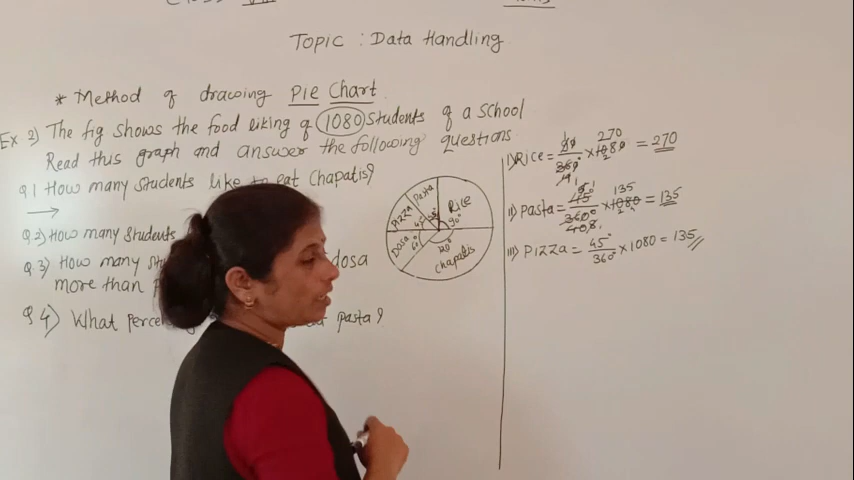 TOPIC : Data Handling
* Method of drawing PIE Chart
Ex 2) The fig shows the food liking of 1080 Students of a School
Read this graph and answer the following questions
Q.1 How many students like to eat Chapatis?
Q.2) How many students
Q.3) How many dosa
more than
Q 4) What pasta?
Pasta
Rice
90°
PIZZA
45°
Dosa
60°
120°
Chapatis
I) Rice = 90/360° × 1080 = 270
II) Pasta = 45°/360° × 1080 = 135
III) PIZZA = 45°/360° × 1080 = 135